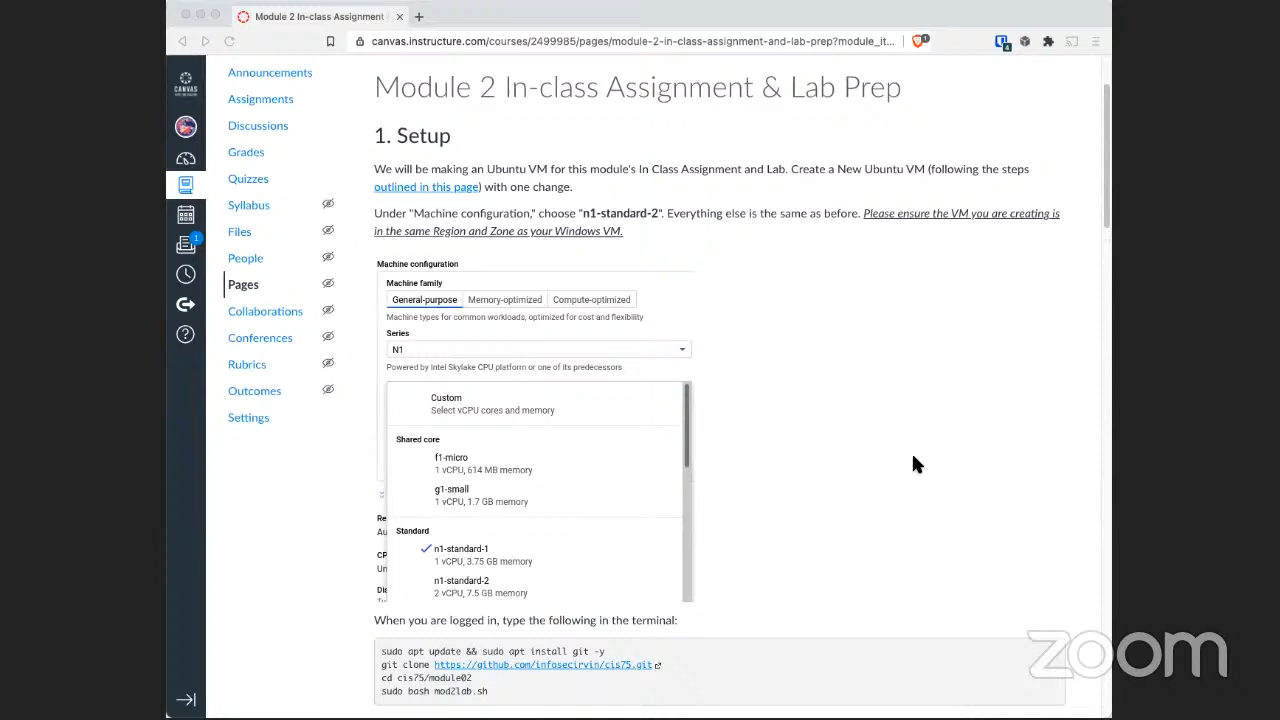 Module 2 In-class Assignment
canvas.instructure.com/courses/2499985/pages/module-2-in-class-assignment-and-lab-prep?module_it...
1
4
CANVAS
1
Announcements
Assignments
Discussions
Grades
Quizzes
Syllabus
Files
People
Pages
Collaborations
Conferences
Rubrics
Outcomes
Settings
Module 2 In-class Assignment & Lab Prep
1. Setup
We will be making an Ubuntu VM for this module's In Class Assignment and Lab. Create a New Ubuntu VM (following the steps
outlined in this page) with one change.
Under "Machine configuration," choose "n1-standard-2". Everything else is the same as before. Please ensure the VM you are creating is
in the same Region and Zone as your Windows VM.
Machine configuration
Machine family
General-purpose Memory-optimized Compute-optimized
Machine types for common workloads, optimized for cost and flexibility
Series
N1
Powered by Intel Skylake CPU platform or one of its predecessors
Custom
Select vCPU cores and memory
Shared core
f1-micro
1 vCPU, 614 MB memory
g1-small
1 vCPU, 1.7 GB memory
Re
Au
Standard
n1-standard-1
CP
1 vCPU, 3.75 GB memory
Un
n1-standard-2
Dis
2 vCPU, 7.5 GB memory
When you are logged in, type the following in the terminal:
sudo apt update && sudo apt install git -y
git clone https://github.com/infosecirvin/cis75.git
cd cis75/module02
sudo bash mod2lab.sh
zoom